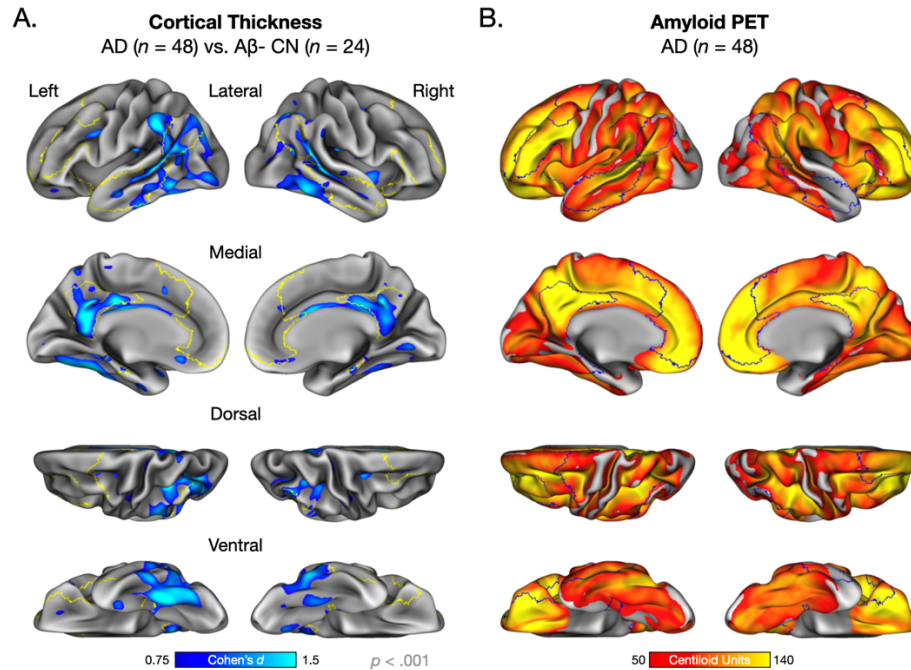 A.
Cortical Thickness
AD (n = 48) vs. Aβ- CN (n = 24)
Left
Lateral
Right
Medial
Dorsal
Ventral
0.75 Cohen's d 1.5
p < .001
B.
Amyloid PET
AD (n = 48)
50 Centiloid Units 140